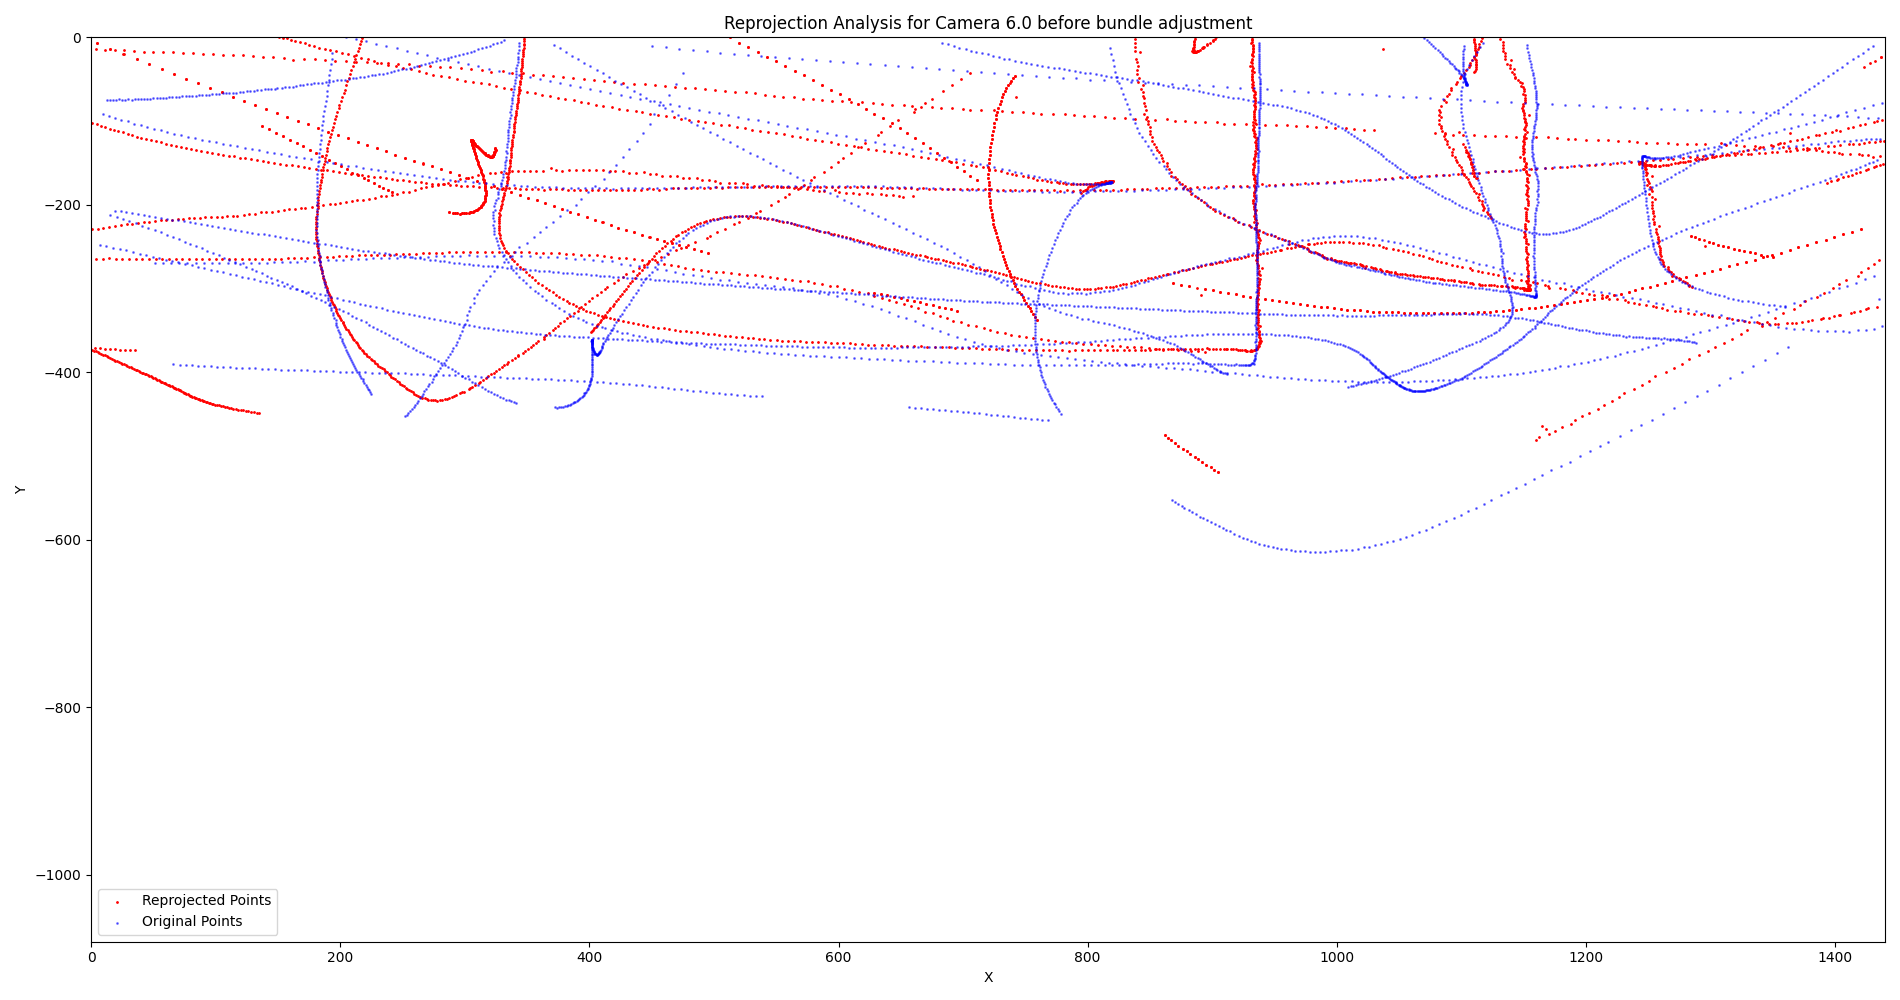 Reprojection Analysis for Camera 6.0 before bundle adjustment
0
−200
−400
−600
−800
−1000
Y
Reprojected Points
Original Points
0 200 400 600 800 1000 1200 1400
X